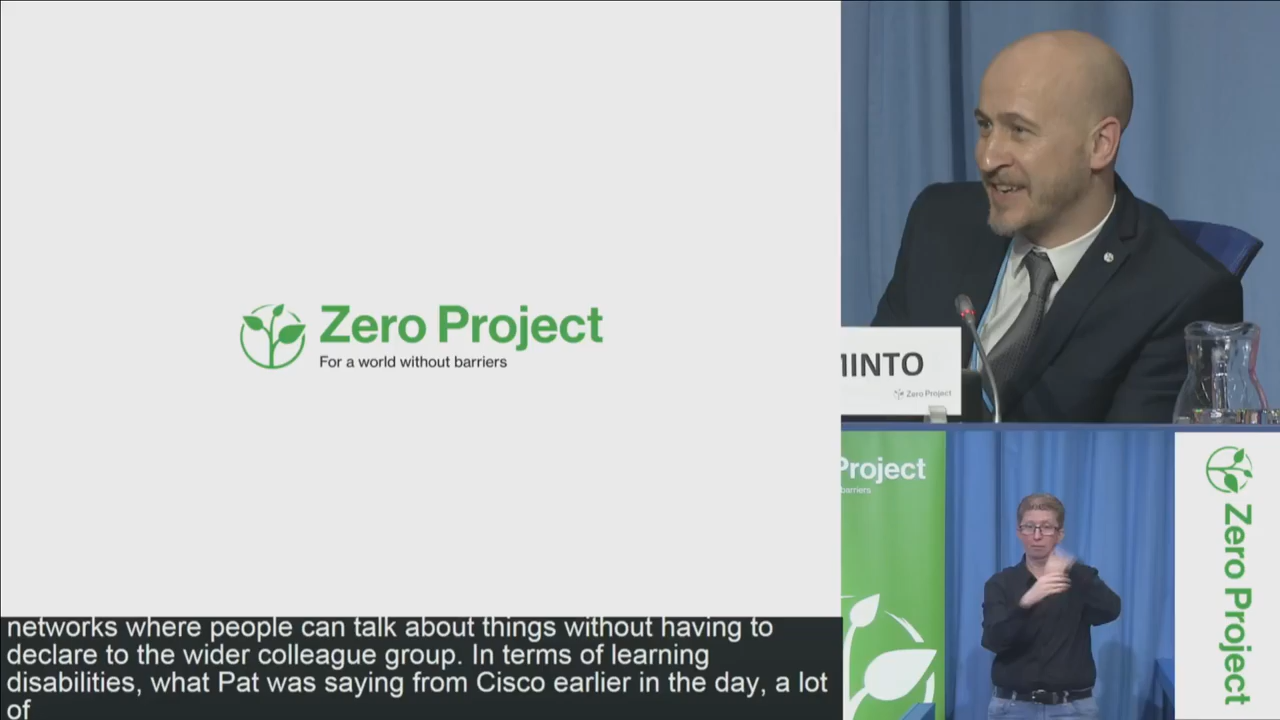 Zero Project
For a world without barriers
networks where people can talk about things without having to
declare to the wider colleague group. In terms of learning
disabilities, what Pat was saying from Cisco earlier in the day, a lot
of
MINTO
Zero Project
Project
barriers
Zero Project